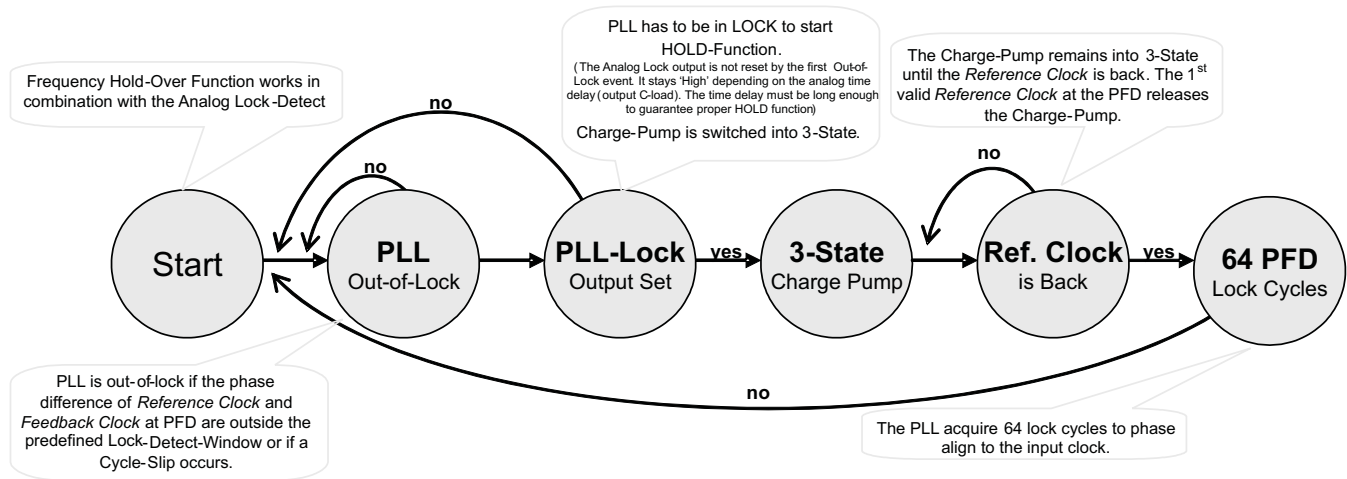 Frequency Hold-Over Function works in
combination with the Analog Lock-Detect
PLL has to be in LOCK to start
HOLD-Function.
(The Analog Lock output is not reset by the first Out-of-
Lock event. It stays 'High' depending on the analog time
delay (output C-load). The time delay must be long enough
to guarantee proper HOLD function)
Charge-Pump is switched into 3-State.
The Charge-Pump remains into 3-State
until the Reference Clock is back. The 1st
valid Reference Clock at the PFD releases
the Charge-Pump.
no
no
no
Start
PLL
Out-of-Lock
PLL-Lock
Output Set
yes
3-State
Charge Pump
Ref. Clock
is Back
yes
64 PFD
Lock Cycles
no
PLL is out-of-lock if the phase
difference of Reference Clock and
Feedback Clock at PFD are outside the
predefined Lock-Detect-Window or if a
Cycle-Slip occurs.
The PLL acquire 64 lock cycles to phase
align to the input clock.